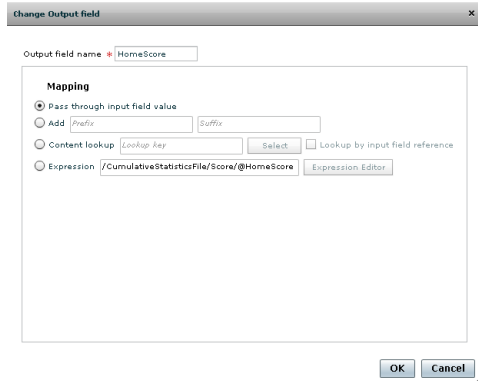 Change Output field ×
Output field name * HomeScore
Mapping
Pass through input field value
Add Prefix Suffix
Content lookup Lookup key Select Lookup by input field reference
Expression /CumulativeStatisticsFile/Score/@HomeScore Expression Editor
OK Cancel